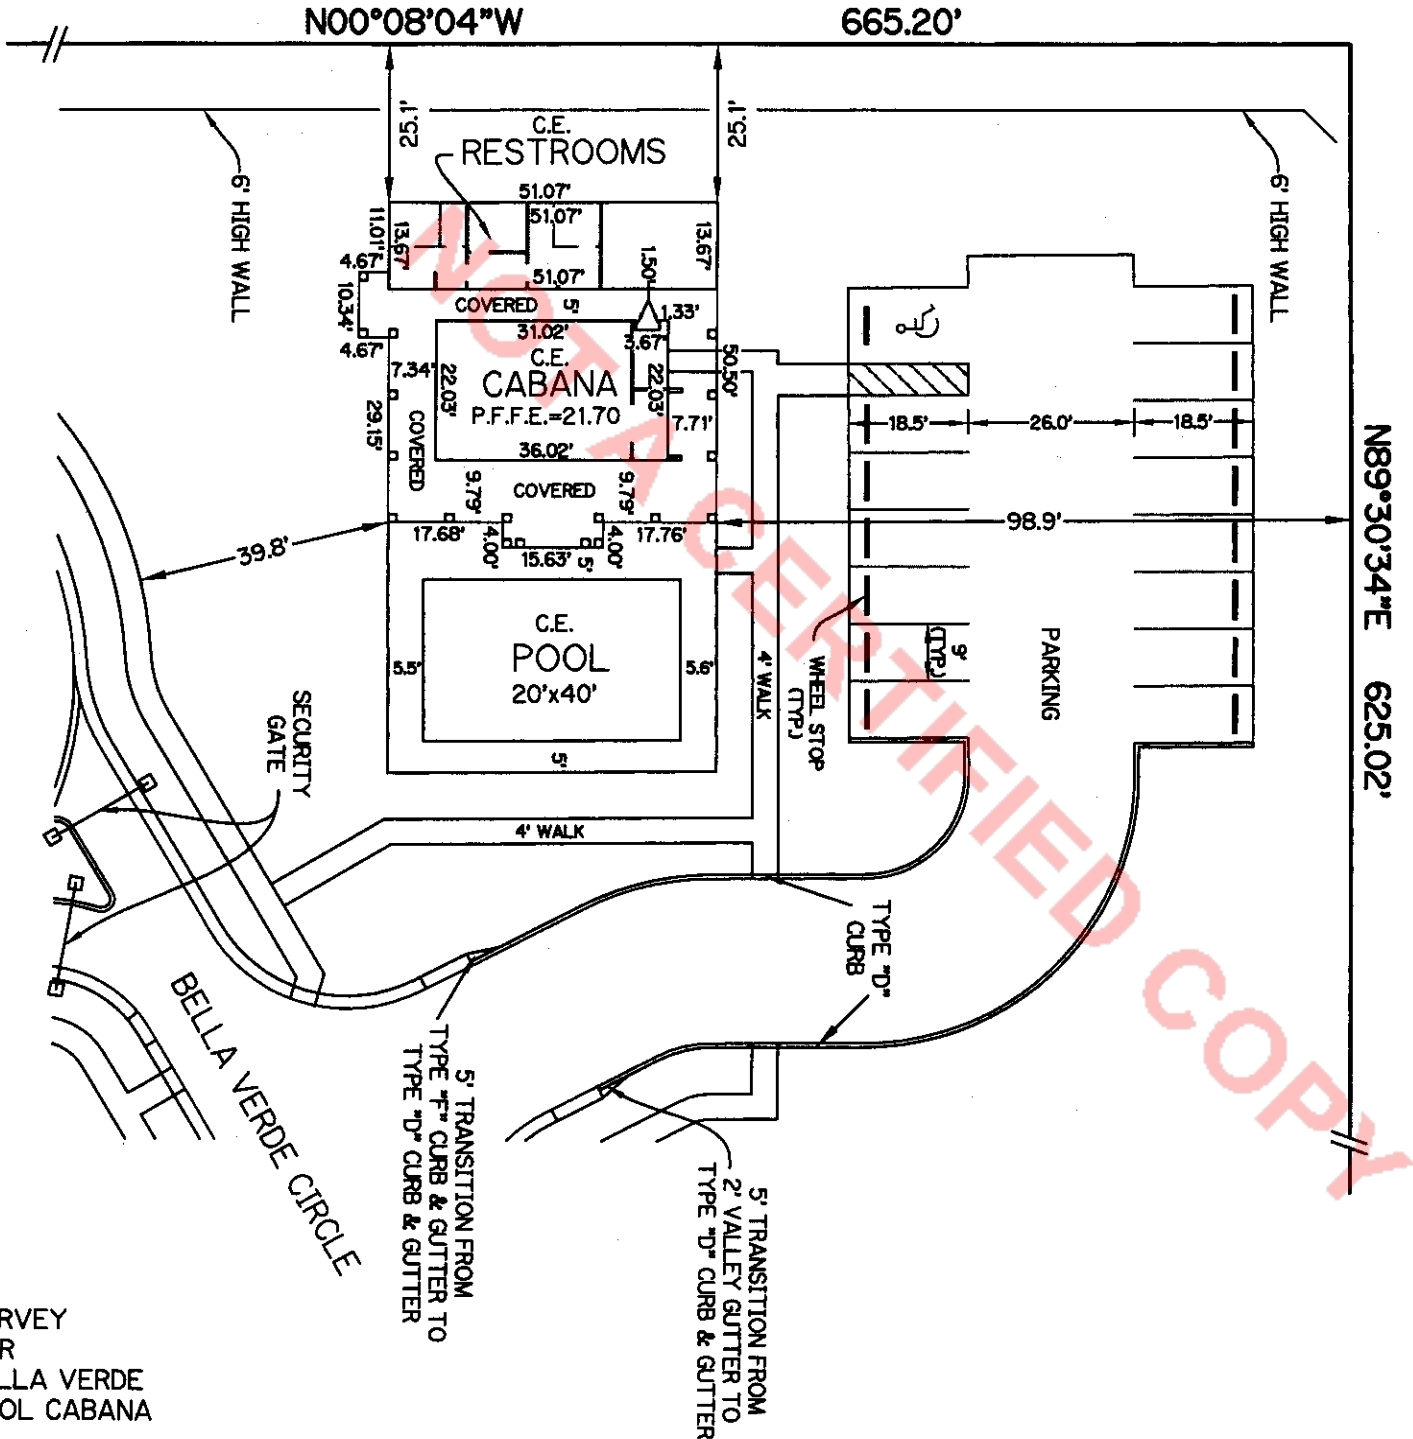 N00°08'04"W 665.20'
25.1'
25.1'
C.E.
RESTROOMS
6' HIGH WALL
6' HIGH WALL
51.07'
51.07'
51.07'
11.01'
13.67'
13.67'
4.67'
10.34'
4.67'
1.50'
1.33'
3.67'
COVERED
5'
31.02'
C.E.
CABANA
P.F.F.E.=21.70
36.02'
7.34'
22.03'
22.03'
7.71'
50.50'
29.15'
COVERED
COVERED
9.79'
9.79'
17.68'
4.00'
15.63'
5'
4.00'
17.76'
39.8'
98.9'
18.5'
26.0'
18.5'
N89°30'34"E 625.02'
C.E.
POOL
20'x40'
5.5'
5.6'
5'
4' WALK
4' WALK
WHEEL STOP
(TYP.)
9'
(TYP.)
PARKING
SECURITY
GATE
TYPE "D"
CURB
BELLA VERDE CIRCLE
5' TRANSITION FROM
TYPE "F" CURB & GUTTER TO
TYPE "D" CURB & GUTTER
5' TRANSITION FROM
2' VALLEY GUTTER TO
TYPE "D" CURB & GUTTER
NOT A CERTIFIED COPY
RVEY
R
LLA VERDE
OL CABANA